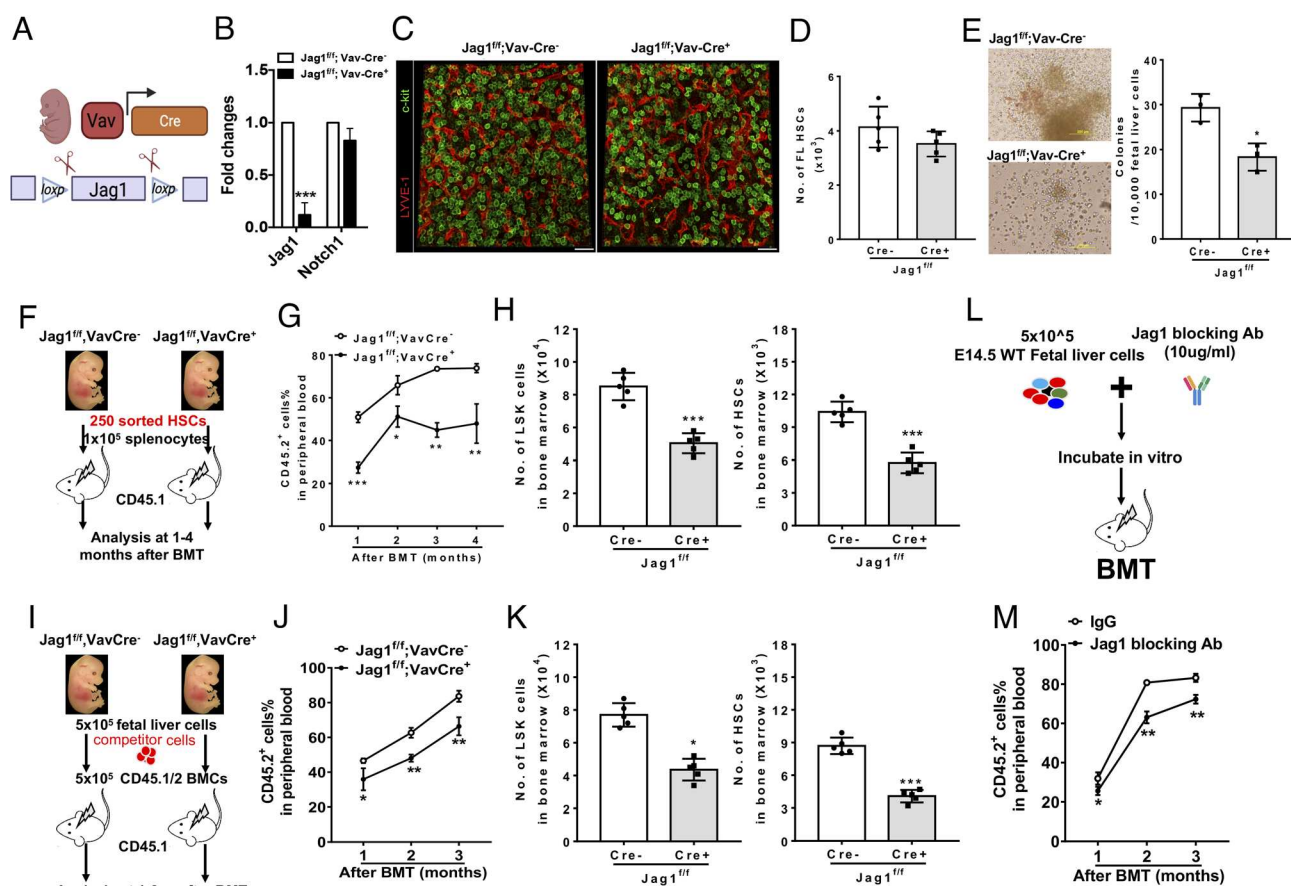 A
Vav
Cre
loxp
Jag1
loxp
B
Jag1f/f; Vav-Cre-
Jag1f/f; Vav-Cre+
Fold changes
1.0
0.5
0.0
***
Jag1
Notch1
C
Jag1f/f;Vav-Cre-
Jag1f/f;Vav-Cre+
LYVE-1
c-kit
D
No. of FL HSCs
(x10³)
6
4
2
0
Cre-
Cre+
Jag1f/f
E
Jag1f/f;Vav-Cre-
Jag1f/f;Vav-Cre+
Colonies
/10,000 fetal liver cells
40
30
20
10
0
*
Cre-
Cre+
Jag1f/f
F
Jag1f/f,VavCre-
Jag1f/f,VavCre+
250 sorted HSCs
1x10⁵ splenocytes
CD45.1
Analysis at 1-4
months after BMT
G
Jag1f/f;VavCre-
Jag1f/f;VavCre+
CD45.2+ cells%
in peripheral blood
80
60
40
20
0
***
*
**
**
1 2 3 4
After BMT (months)
H
No. of LSK cells
in bone marrow (X10⁴)
12
10
8
6
4
2
0
***
Cre-
Cre+
Jag1f/f
No. of HSCs
in bone marrow (x10³)
15
12
9
6
3
0
***
Cre-
Cre+
Jag1f/f
L
5x10^5
E14.5 WT Fetal liver cells
Jag1 blocking Ab
(10ug/ml)
Incubate in vitro
BMT
I
Jag1f/f,VavCre-
Jag1f/f,VavCre+
5x10⁵ fetal liver cells
competitor cells
5x10⁵ CD45.1/2 BMCs
CD45.1
J
Jag1f/f;VavCre-
Jag1f/f;VavCre+
CD45.2+ cells%
in peripheral blood
100
80
60
40
20
0
*
**
**
1 2 3
After BMT (months)
K
No. of LSK cells
in bone marrow (X10⁴)
12
10
8
6
4
2
0
*
Cre-
Cre+
Jag1f/f
No. of HSCs
in bone marrow (X10³)
15
12
9
6
3
0
***
Cre-
Cre+
Jag1f/f
M
IgG
Jag1 blocking Ab
CD45.2+ cells%
in peripheral blood
100
80
60
40
20
0
*
**
**
1 2 3
After BMT (months)